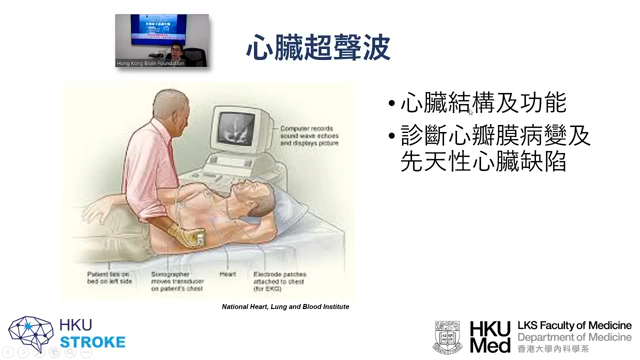 Hong Kong Brain Foundation
心臟超聲波
• 心臟結構及功能
• 診斷心瓣膜病變及
先天性心臟缺陷
Computer records
sound wave echoes
and displays picture
Patient lies on
bed on left side
Sonographer
moves transducer
on patient's chest
Heart
Electrode patches
attached to chest
(for EKG)
National Heart, Lung and Blood Institute
HKU
STROKE
HKU
Med
LKS Faculty of Medicine
Department of Medicine
香港大學內科學系